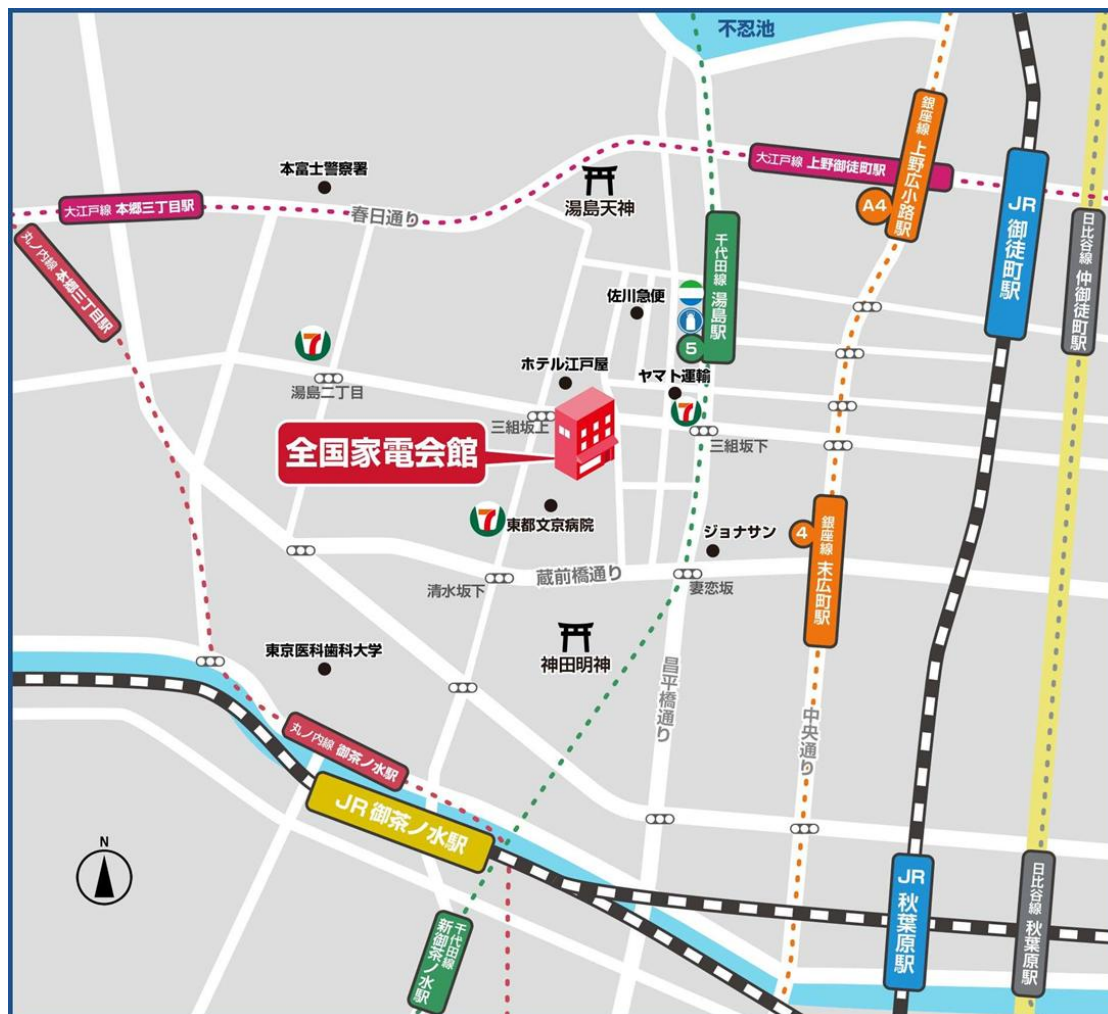 不忍池
銀座線 上野広小路駅
A4
大江戸線 上野御徒町駅
本富士警察署
湯島天神
大江戸線 本郷三丁目駅
春日通り
JR 御徒町駅
日比谷線 仲御徒町駅
丸ノ内線 本郷三丁目駅
千代田線 湯島駅
佐川急便
5
7
ホテル江戸屋
ヤマト運輸
湯島二丁目
7
三組坂上
三組坂下
全国家電会館
7
東都文京病院
4
銀座線 末広町駅
ジョナサン
清水坂下
蔵前橋通り
妻恋坂
東京医科歯科大学
神田明神
昌平橋通り
中央通り
丸ノ内線 御茶ノ水駅
JR 御茶ノ水駅
N
JR 秋葉原駅
日比谷線 秋葉原駅
千代田線
新御茶ノ水駅